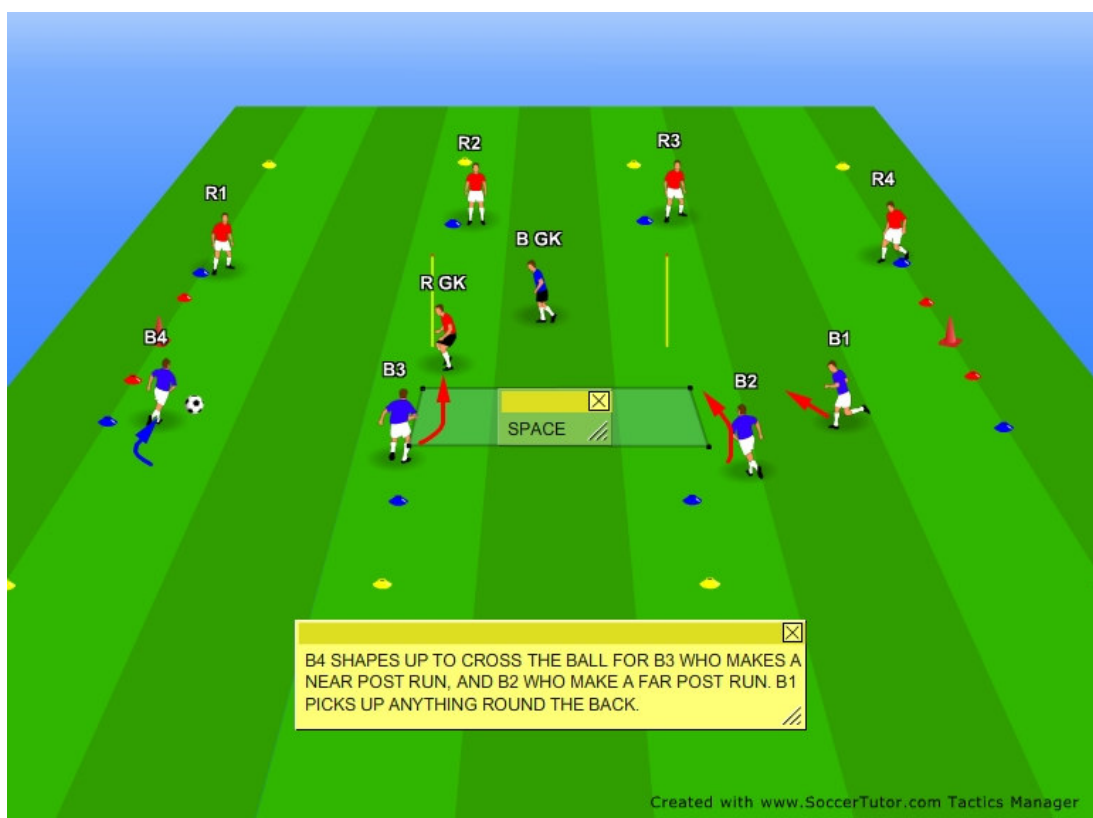 R2
R3
R1
R4
B GK
R GK
B4
B1
B3
B2
SPACE
B4 SHAPES UP TO CROSS THE BALL FOR B3 WHO MAKES A
NEAR POST RUN, AND B2 WHO MAKE A FAR POST RUN. B1
PICKS UP ANYTHING ROUND THE BACK.
Created with www.SoccerTutor.com Tactics Manager